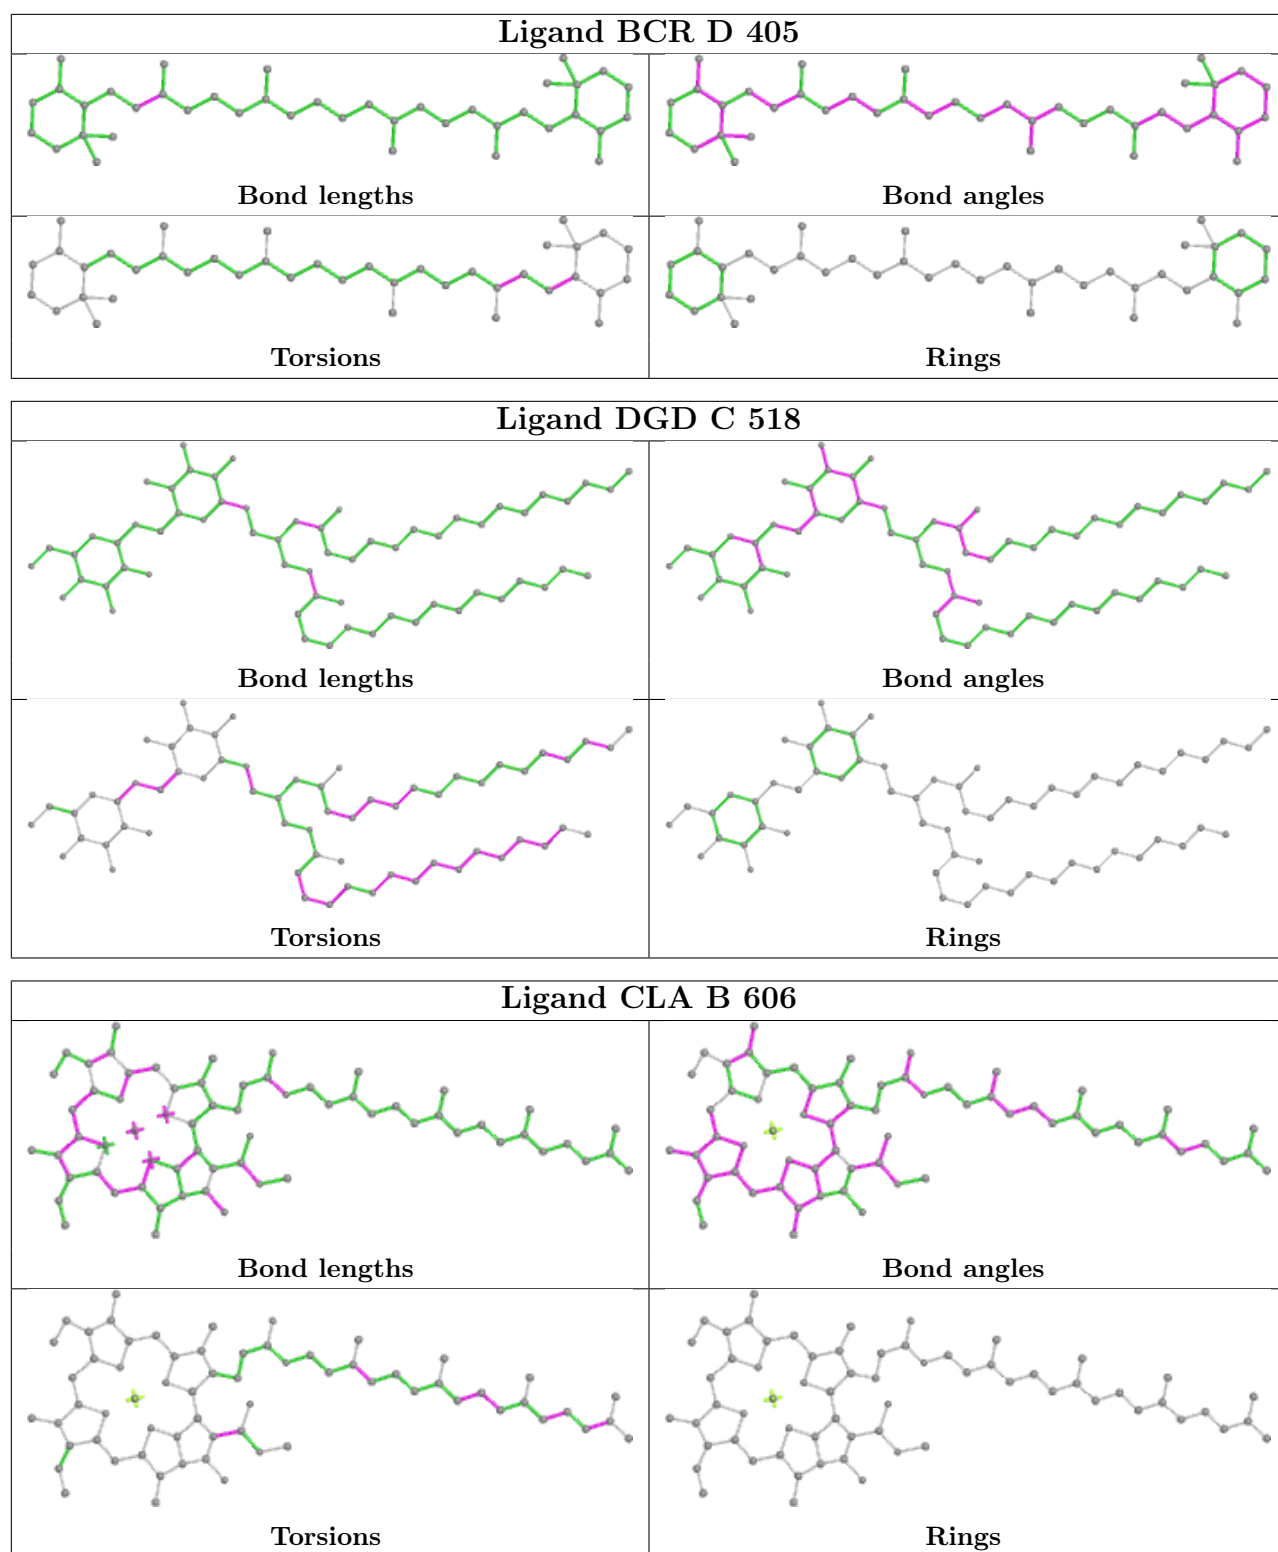 Ligand BCR D 405
Bond lengths
Bond angles
Torsions
Rings
Ligand DGD C 518
Bond lengths
Bond angles
Torsions
Rings
Ligand CLA B 606
Bond lengths
Bond angles
Torsions
Rings